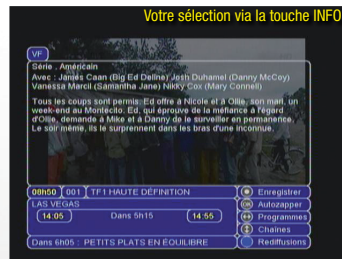 Votre sélection via la touche INFO
VF
Série , Américain
Avec : James Caan (Big Ed Deline) Josh Duhamel (Danny McCoy)
Vanessa Marcil (Samantha Jane) Nikky Cox (Mary
Connell)
Tous les coups sont permis. Ed offre à Nicole et à Ollie, son mari, un
week-end au Montécito. Ed, qui éprouve de la méfiance à l'égard
d'Ollie, demande à Mike et à Danny de le surveiller en permanence.
Le soir même, ils le surprennent dans les bras d'une inconnue.
08h50 001 TF1 HAUTE DÉFINITION
Enregistrer
LAS VEGAS
Autozapper
14:05 Dans 5h15 14:55
Programmes
Chaînes
Dans 6h05 : PETITS PLATS EN ÉQUILIBRE
Rediffusions